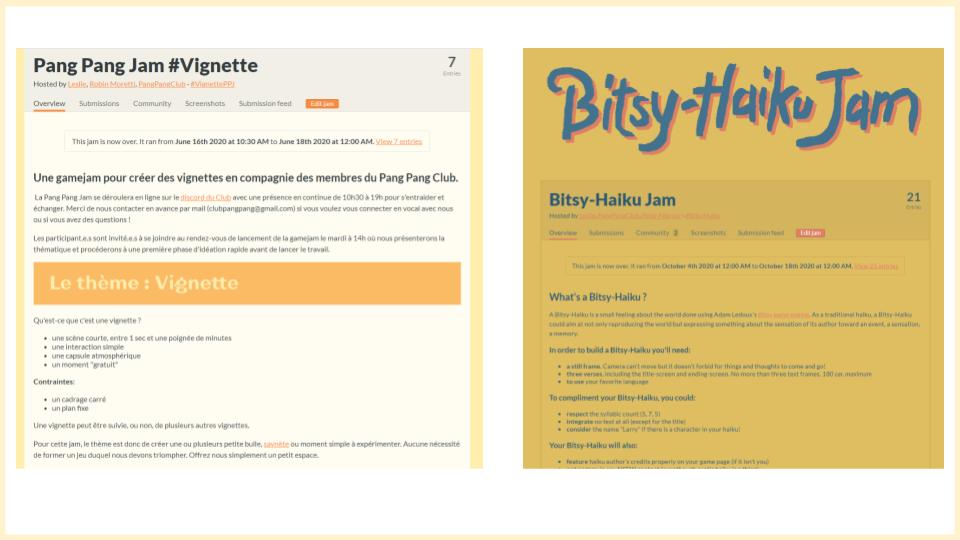 Pang Pang Jam #Vignette
7
Entries
Hosted by Leslie, Robin Moretti, PangPangClub · #VignettePPJ
Overview Submissions Community Screenshots Submission feed Edit jam
This jam is now over. It ran from June 16th 2020 at 10:30 AM to June 18th 2020 at 12:00 AM. View 7 entries
Une gamejam pour créer des vignettes en compagnie des membres du Pang Pang Club.
La Pang Pang Jam se déroulera en ligne sur le discord du Club avec une présence en continue de 10h30 à 19h pour s'entraider et
échanger. Merci de nous contacter en avance par mail (clubpangpang@gmail.com) si vous voulez vous connecter en vocal avec nous
ou si vous avez des questions !
Les participant.e.s sont invité.e.s à se joindre au rendez-vous de lancement de la gamejam le mardi à 14h où nous présenterons la
thématique et procéderons à une première phase d'idéation rapide avant de lancer le travail.
Le thème : Vignette
Qu'est-ce que c'est une vignette ?
une scène courte, entre 1 sec et une poignée de minutes
une interaction simple
une capsule atmosphérique
un moment "gratuit"
Contraintes:
un cadrage carré
un plan fixe
Une vignette peut être suivie, ou non, de plusieurs autres vignettes.
Pour cette jam, le thème est donc de créer une ou plusieurs petite bulle, saynète ou moment simple à expérimenter. Aucune nécessité
de former un jeu duquel nous devons triompher. Offrez nous simplement un petit espace.
Bitsy-Haiku Jam
Bitsy-Haiku Jam
21
Entries
Hosted by
Overview Submissions Community 2 Screenshots Submission feed Edit jam
This jam is now over. It ran from October 4th 2020 at 12:00 AM to October 18th 2020 at 12:00 AM. View 21 entries
What's a Bitsy-Haiku ?
A Bitsy-Haiku is a small feeling about the world done using Adam Ledoux's Bitsy game engine. As a traditional haiku, a Bitsy-Haiku
could aim at not only reproducing the world but expressing something about the sensation of its author toward an event, a sensation,
a memory.
In order to build a Bitsy-Haiku you'll need:
a still frame. Camera can't move but it doesn't forbid for things and thoughts to come and go!
three verses, including the title-screen and ending-screen. No more than three text frames. 180 car. maximum
to use your favorite language
To compliment your Bitsy-Haiku, you could:
respect the syllabic count (5, 7, 5)
integrate no text at all (except for the title)
consider the name "Larry" if there is a character in your haiku!
Your Bitsy-Haiku will also:
feature haiku author's credits properly on your game page (if it isn't you)